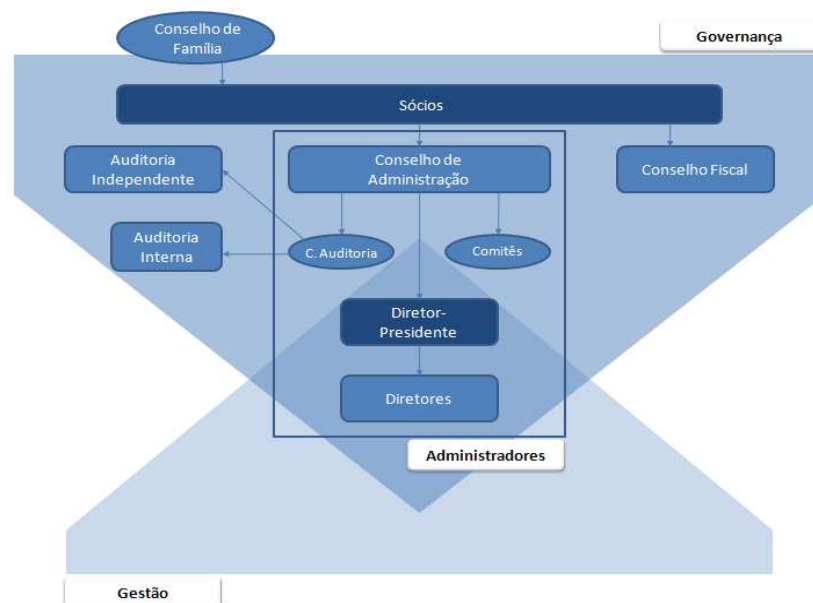 Conselho de
Família
Governança
Sócios
Auditoria
Independente
Conselho de
Administração
Conselho Fiscal
Auditoria
Interna
C. Auditoria
Comitês
Diretor-
Presidente
Diretores
Administradores
Gestão